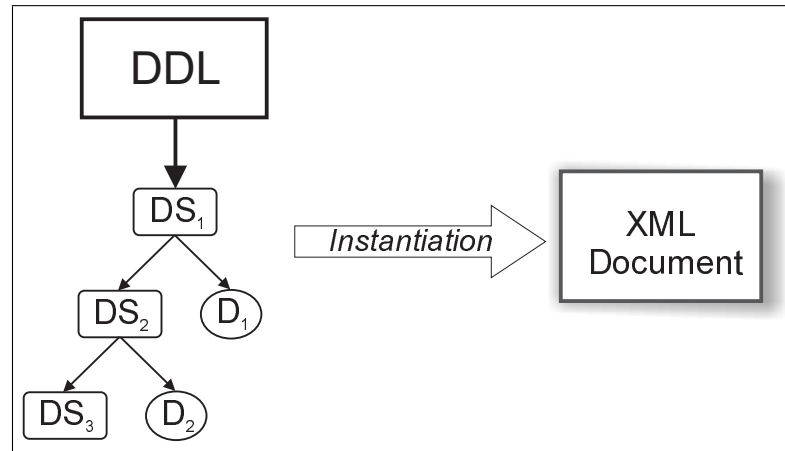 DDL
DS₁
Instantiation
XML
Document
DS₂
D₁
DS₃
D₂